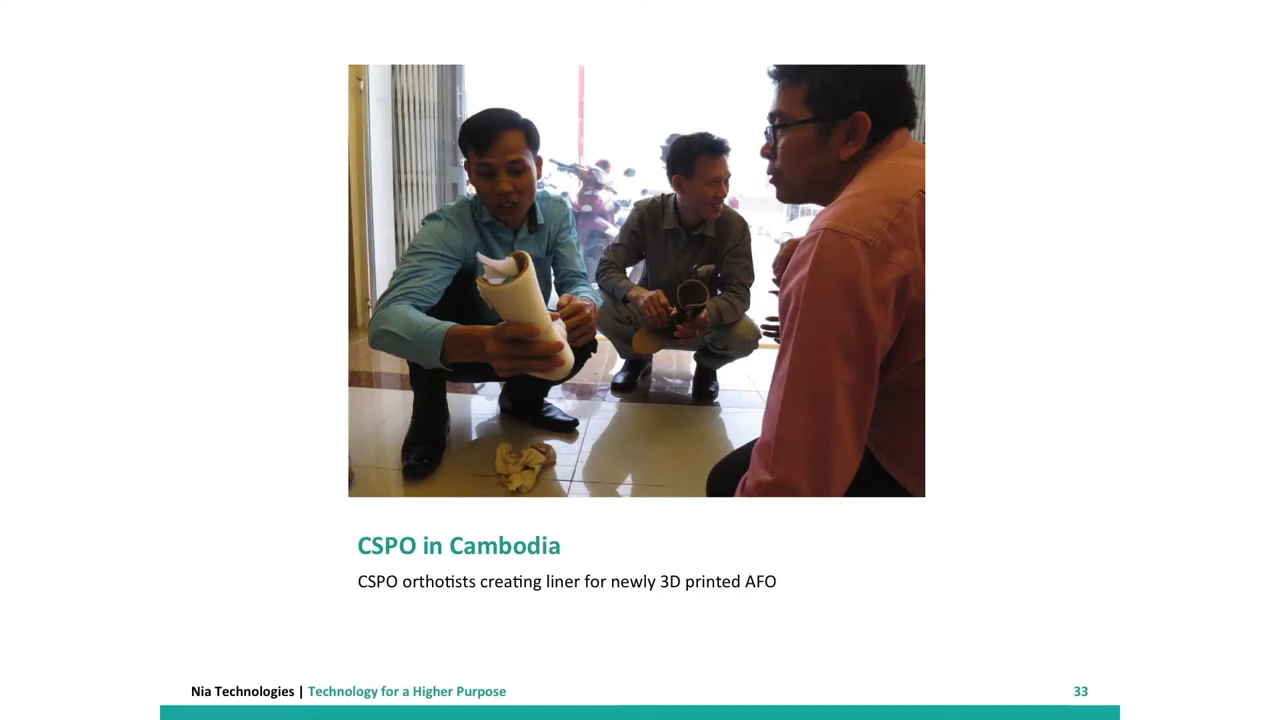 CSPO in Cambodia
CSPO orthotists creating liner for newly 3D printed AFO
Nia Technologies | Technology for a Higher Purpose
33